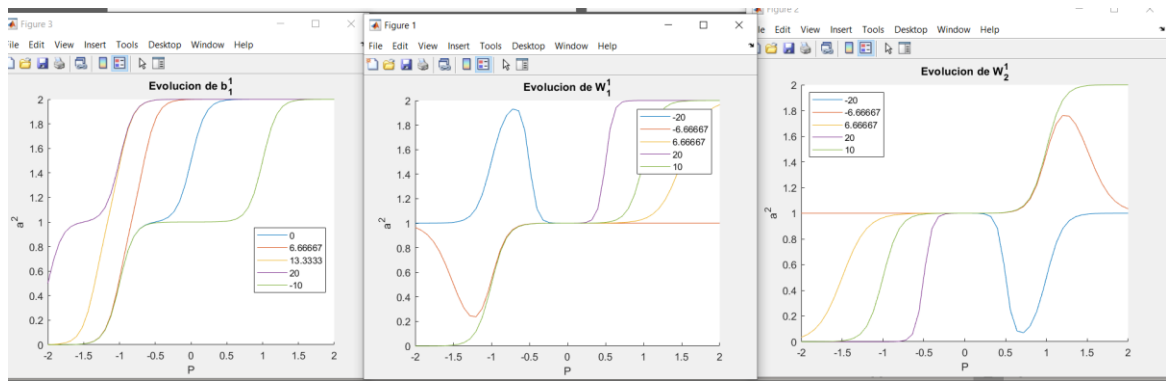 Figure 3
File Edit View Insert Tools Desktop Window Help
Evolucion de b₁¹
2
1.8
1.6
1.4
1.2
1
0.8
0.6
0.4
0.2
0
a²
0
6.66667
13.3333
20
-10
-2 -1.5 -1 -0.5 0 0.5 1 1.5 2
P
Figure 1
File Edit View Insert Tools Desktop Window Help
Evolucion de W₁¹
2
1.8
1.6
1.4
1.2
1
0.8
0.6
0.4
0.2
0
a²
-20
-6.66667
6.66667
20
10
-2 -1.5 -1 -0.5 0 0.5 1 1.5 2
P
Figure 2
File Edit View Insert Tools Desktop Window Help
Evolucion de W₂¹
2
1.8
1.6
1.4
1.2
1
0.8
0.6
0.4
0.2
0
a²
-20
-6.66667
6.66667
20
10
-2 -1.5 -1 -0.5 0 0.5 1 1.5 2
P